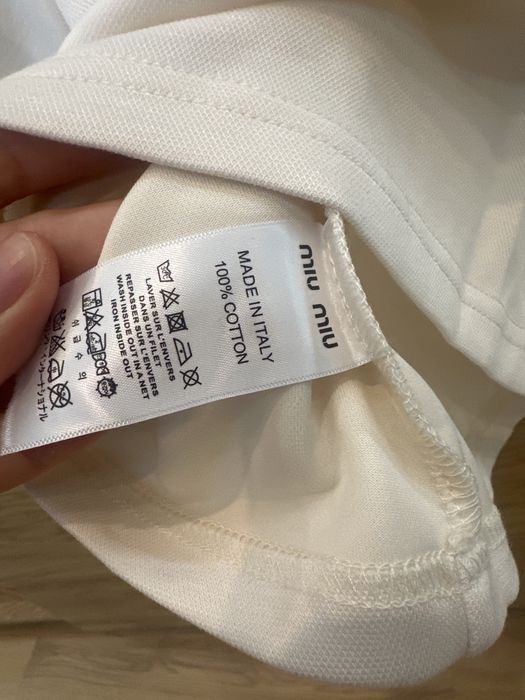 miu miu
MADE IN ITALY
100% COTTON
LAVER SUR L'ENVERS
DANS UN FILET
REPASSER SUR L'ENVERS
WASH INSIDE OUT IN A NET
IRON INSIDE OUT